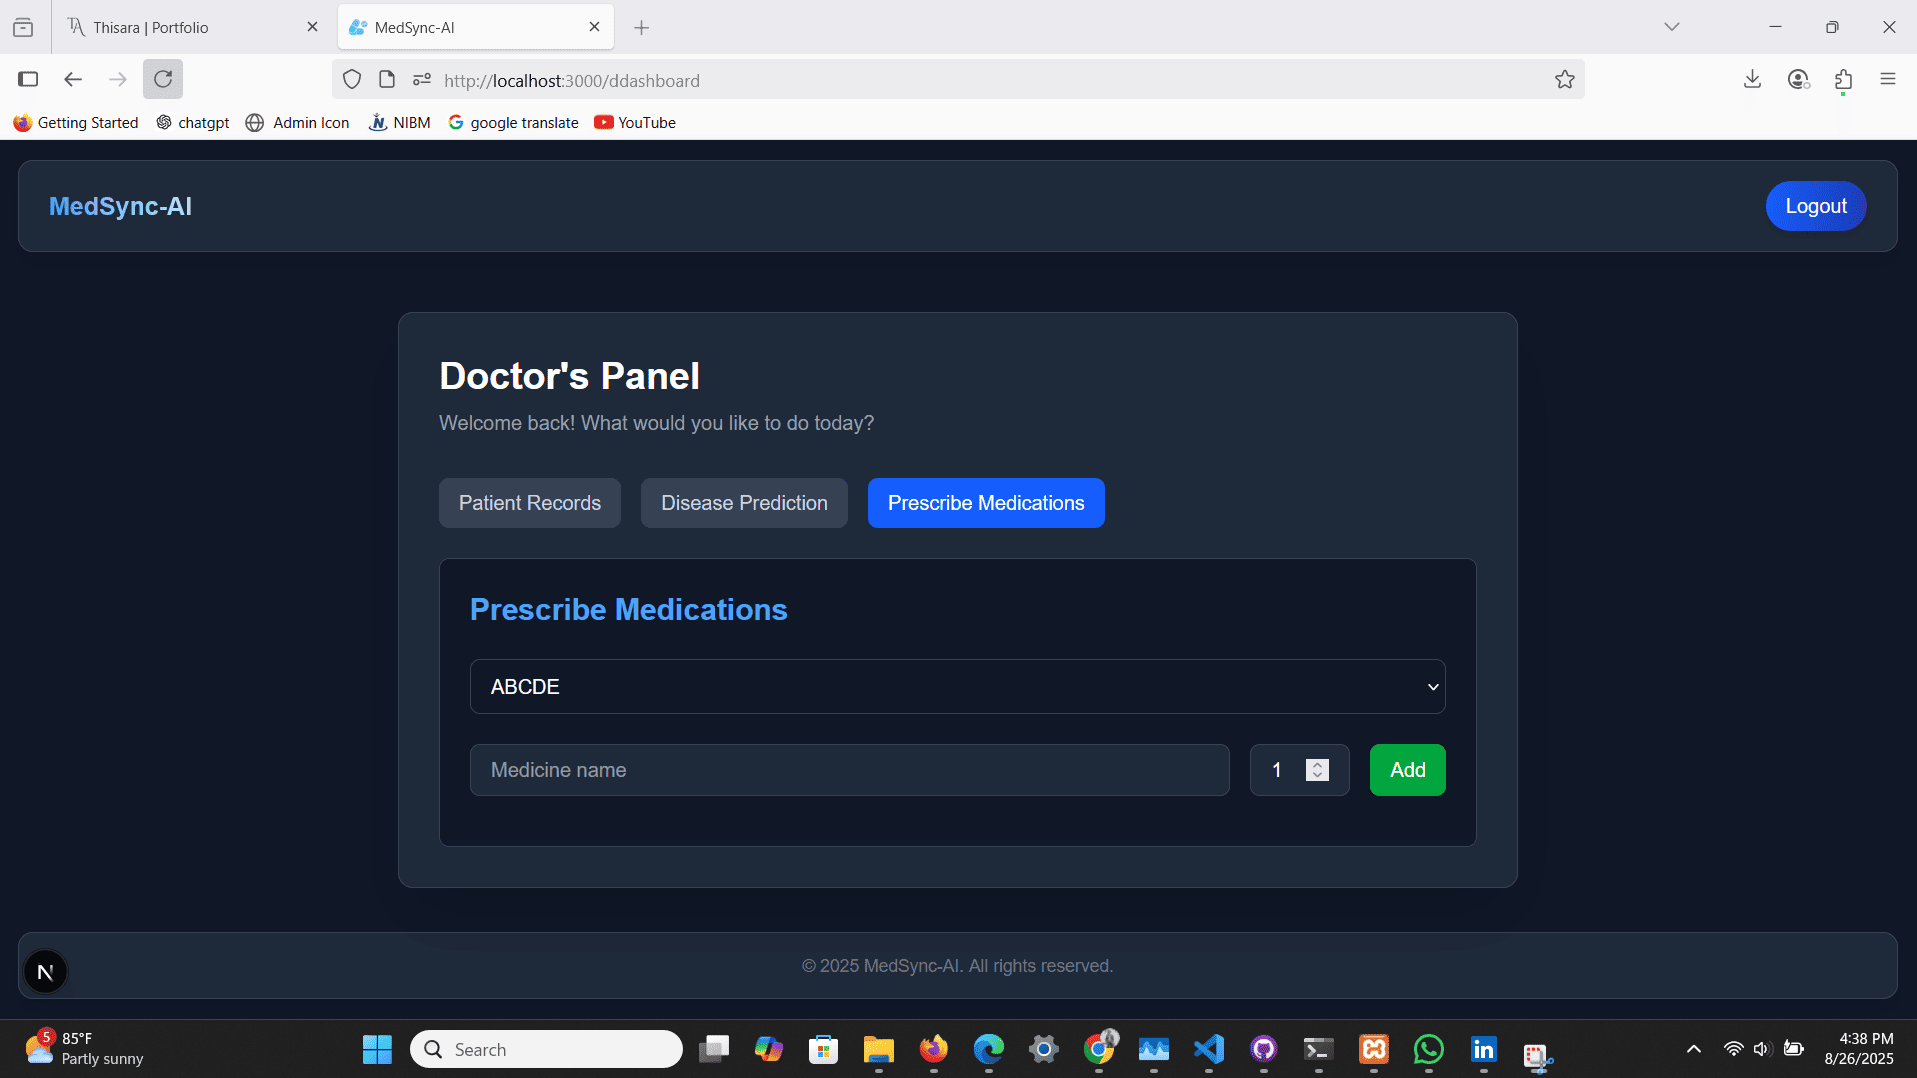 Thisara | Portfolio
MedSync-AI
http://localhost:3000/ddashboard
Getting Started
chatgpt
Admin Icon
NIBM
google translate
YouTube
MedSync-AI
Logout
Doctor's Panel
Welcome back! What would you like to do today?
Patient Records
Disease Prediction
Prescribe Medications
Prescribe Medications
ABCDE
Medicine name
1
Add
© 2025 MedSync-AI. All rights reserved.
N
5
85°F
Partly sunny
Search
4:38 PM
8/26/2025